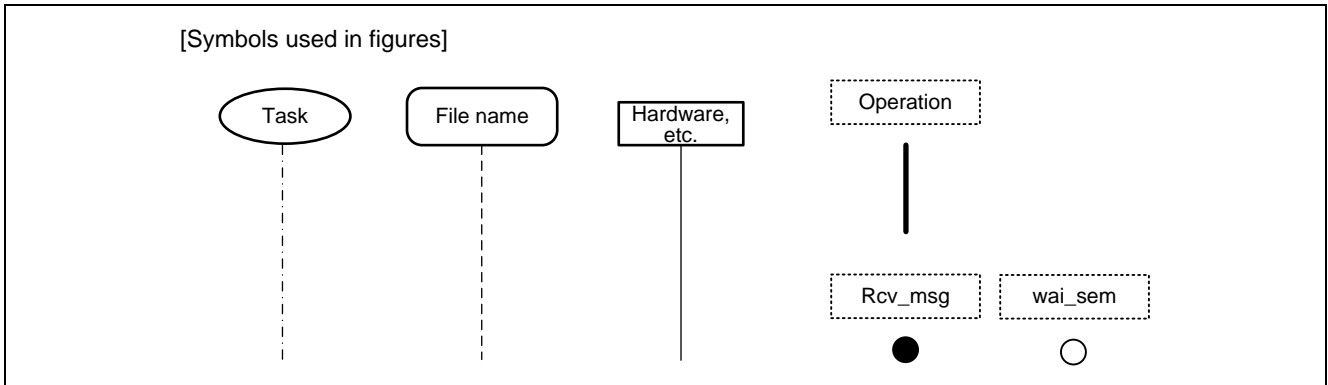 [Symbols used in figures]
Task
File name
Hardware,
etc.
Operation
Rcv_msg
wai_sem